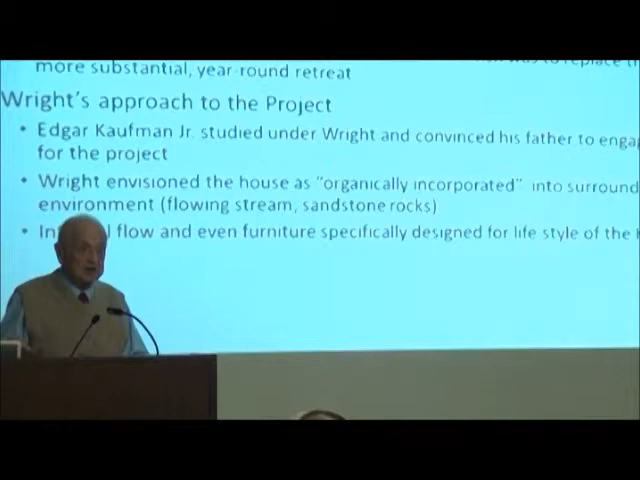 more substantial, year-round retreat
Wright's approach to the Project
• Edgar Kaufman Jr. studied under Wright and convinced his father to
for the project
• Wright envisioned the house as "organically incorporated" into
environment (flowing stream, sandstone rocks)
• flow and even furniture specifically designed for life style of the